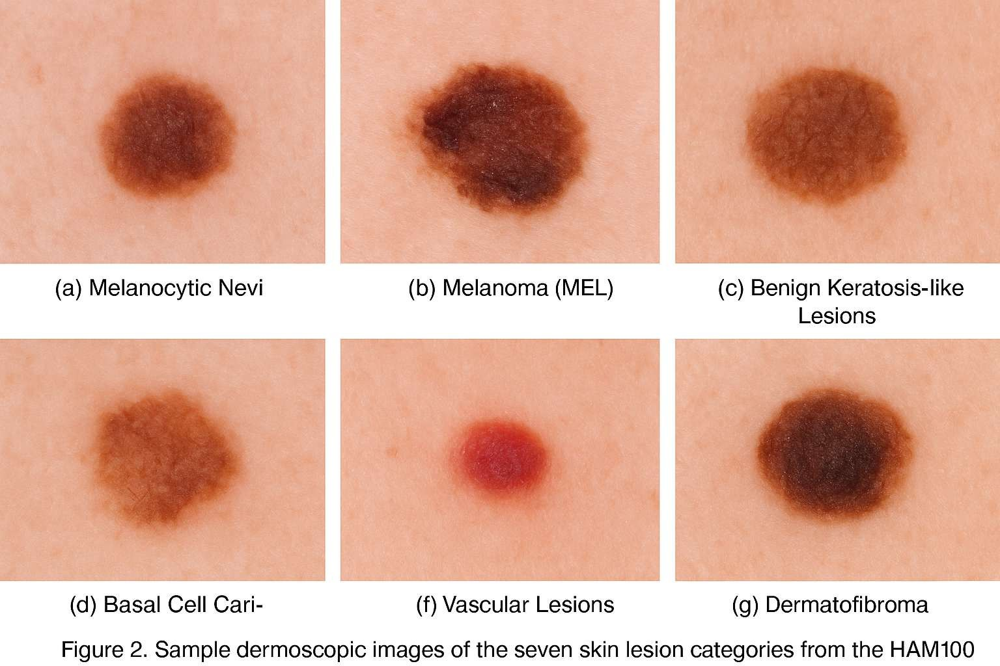 (a) Melanocytic Nevi
(b) Melanoma (MEL)
(c) Benign Keratosis-like
Lesions
(d) Basal Cell Cari-
(f) Vascular Lesions
(g) Dermatofibroma
Figure 2. Sample dermoscopic images of the seven skin lesion categories from the HAM100